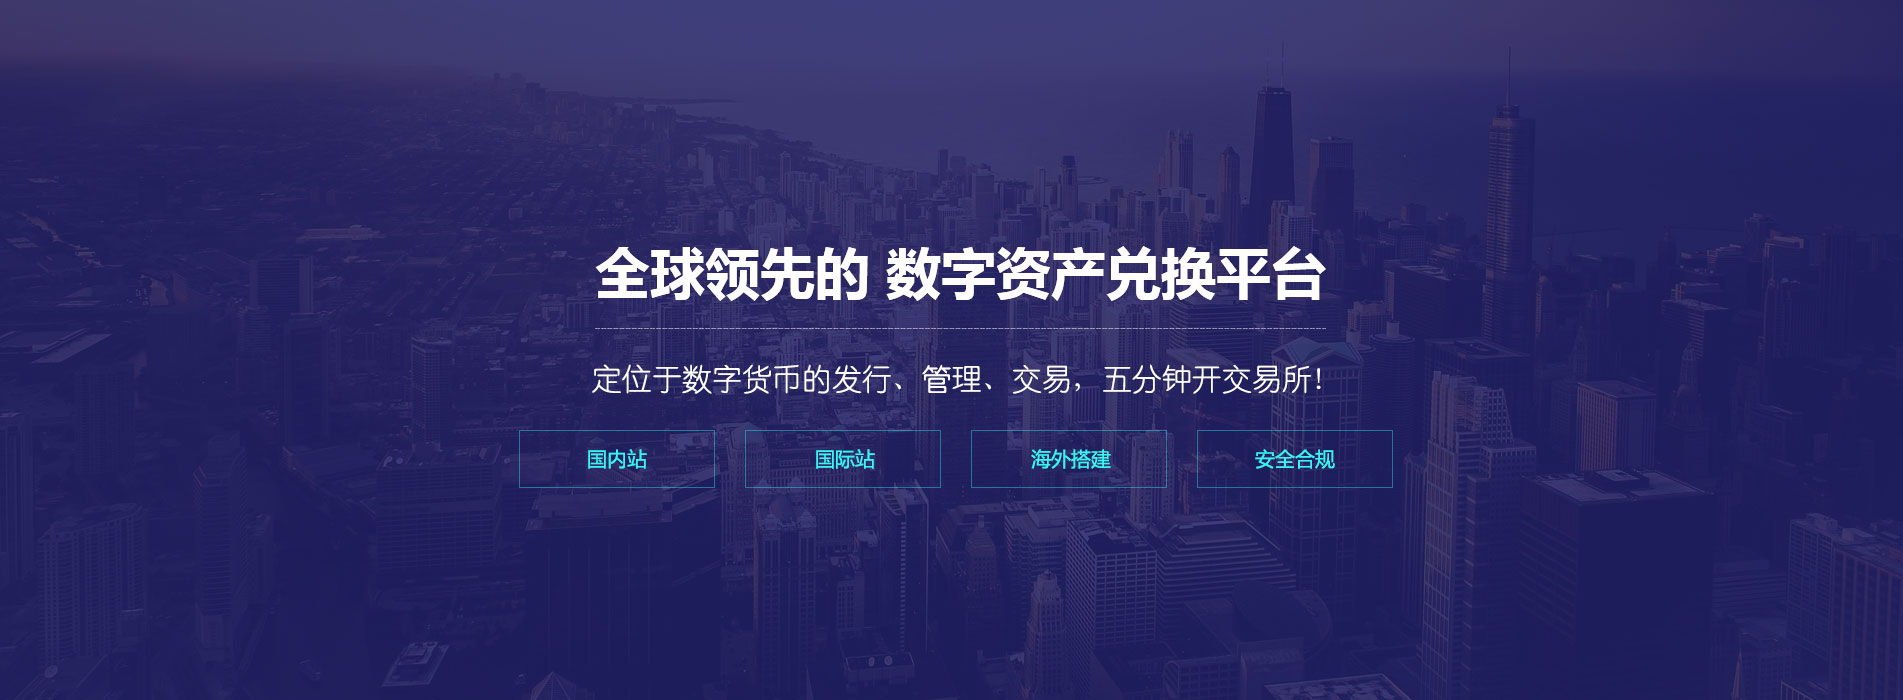 全球领先的 数字资产兑换平台
定位于数字货币的发行、管理、交易，五分钟开交易所！
国内站
国际站
海外搭建
安全合规